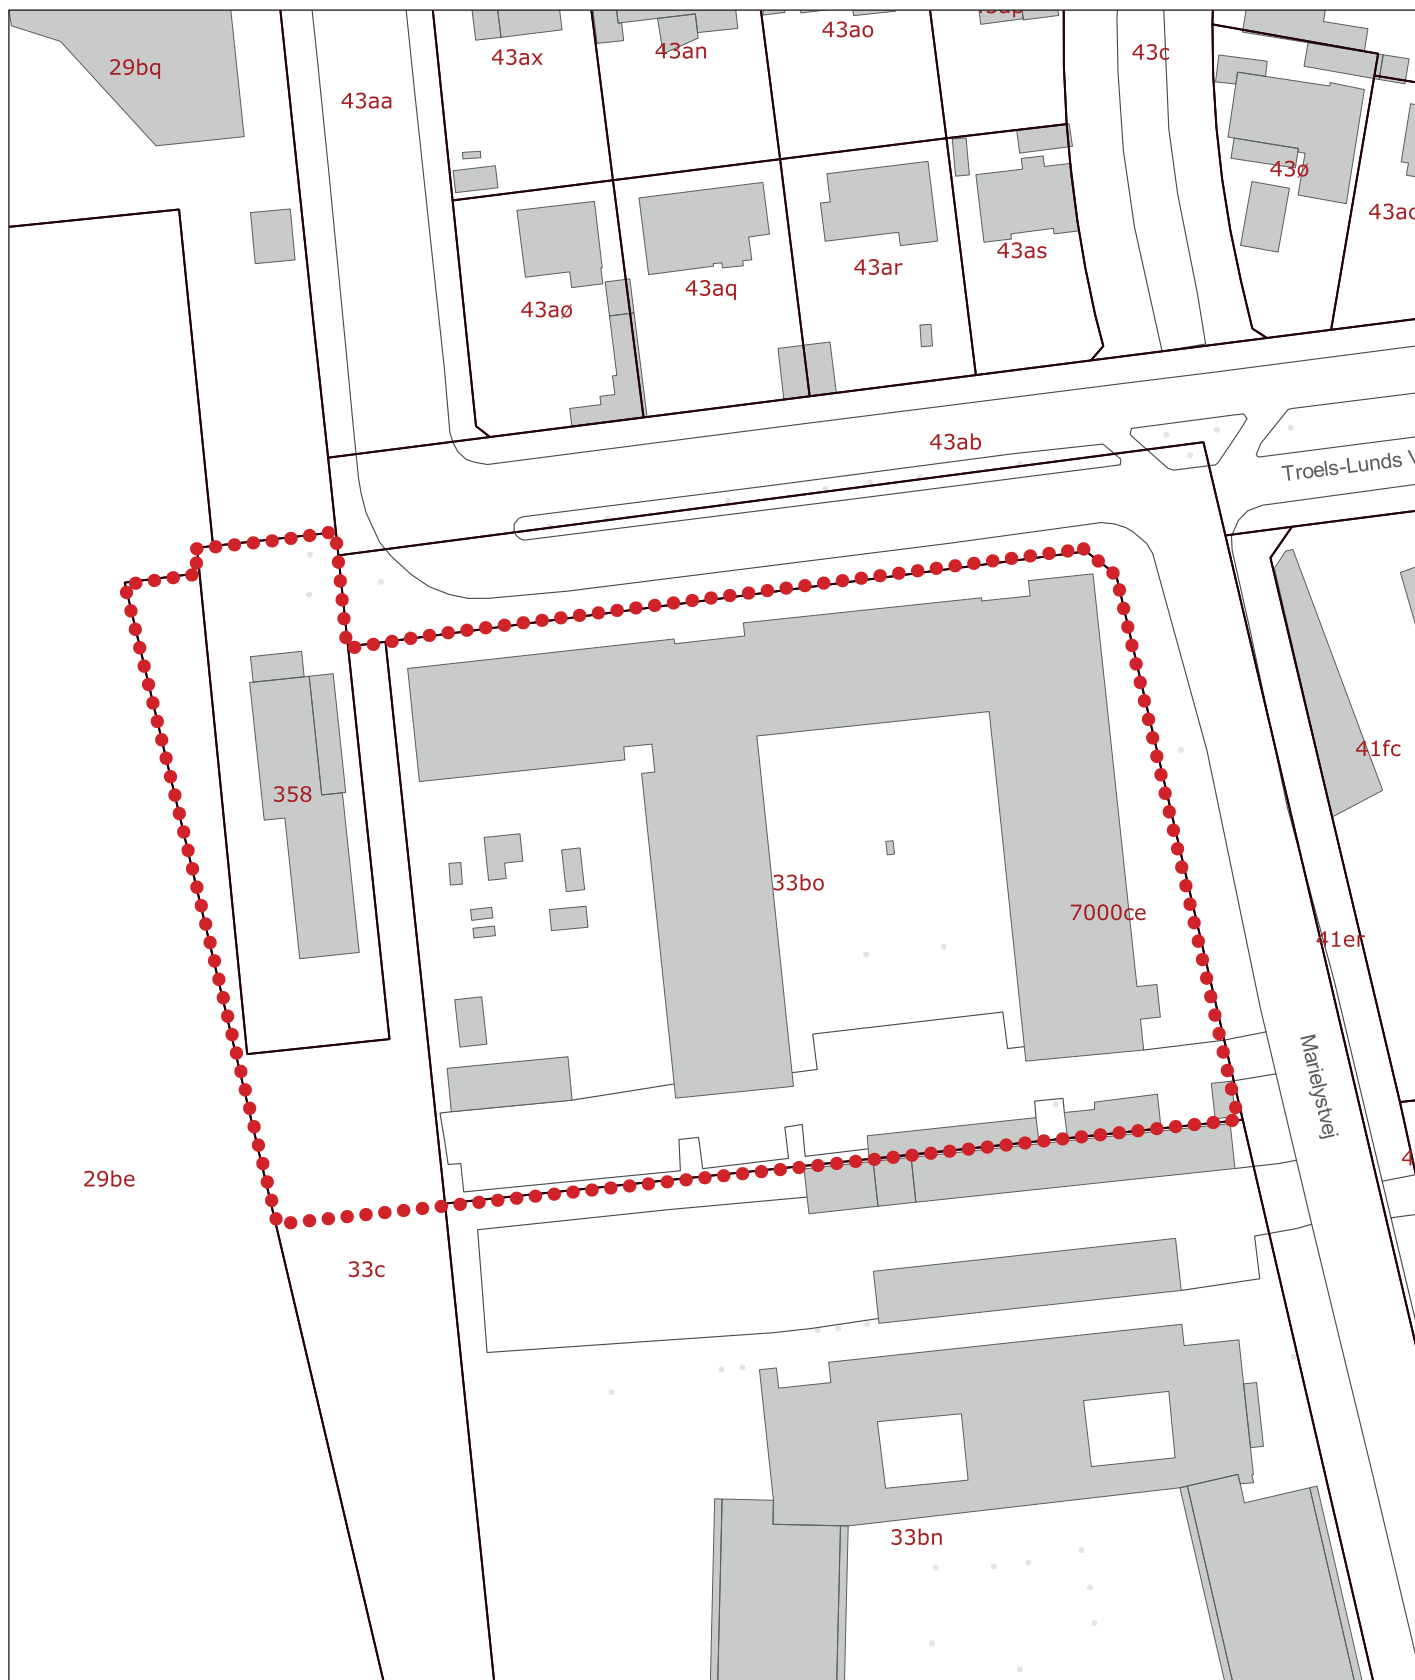 43ao
43c
43an
43ax
29bq
43aa
43ø
43as
43ar
43aq
43aø
43ab
Troels-Lunds V
41fc
358
33bo
7000ce
41er
Marielystvej
29be
33c
33bn